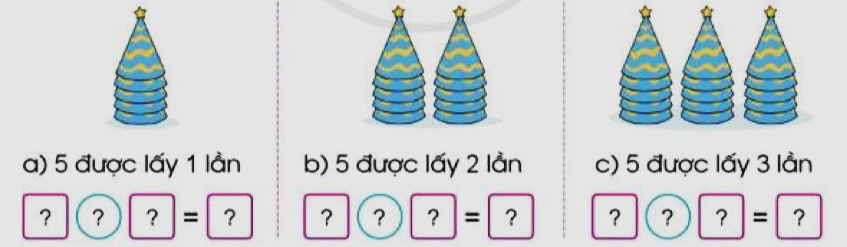 a) 5 được lấy 1 lần
? ? ? = ?
b) 5 được lấy 2 lần
? ? ? = ?
c) 5 được lấy 3 lần
? ? ? = ?